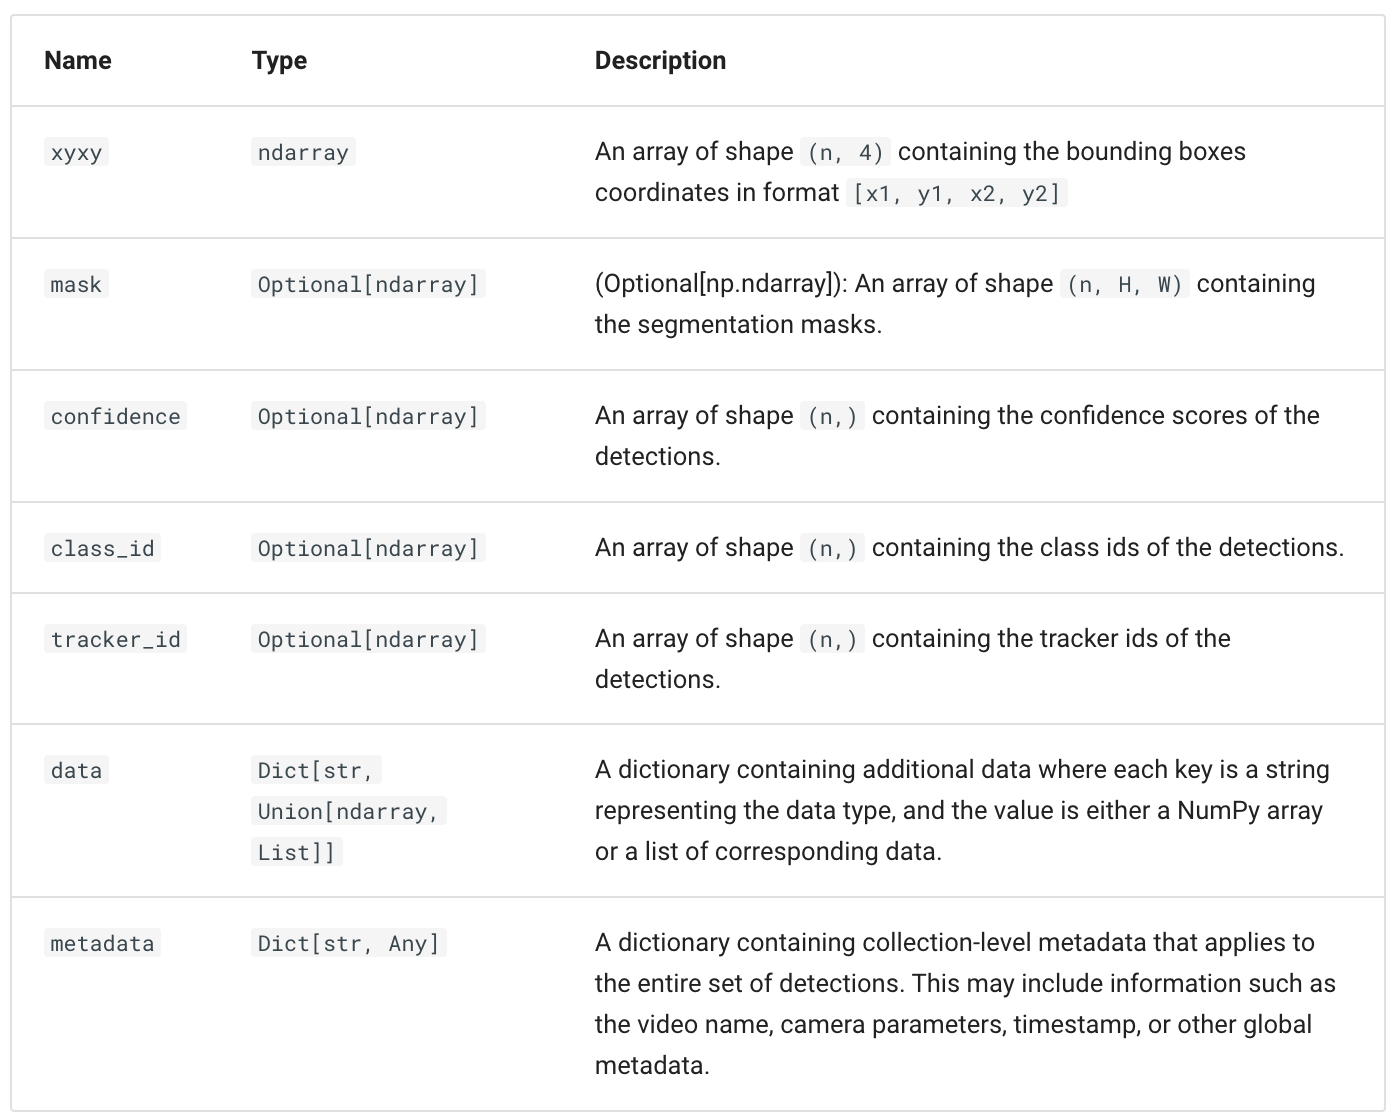 Name Type Description
xyxy ndarray An array of shape (n, 4) containing the bounding boxes
coordinates in format [x1, y1, x2, y2]
mask Optional[ndarray] (Optional[np.ndarray]): An array of shape (n, H, W) containing
the segmentation masks.
confidence Optional[ndarray] An array of shape (n,) containing the confidence scores of the
detections.
class_id Optional[ndarray] An array of shape (n,) containing the class ids of the detections.
tracker_id Optional[ndarray] An array of shape (n,) containing the tracker ids of the
detections.
data Dict[str, A dictionary containing additional data where each key is a string
Union[ndarray, representing the data type, and the value is either a NumPy array
List]] or a list of corresponding data.
metadata Dict[str, Any] A dictionary containing collection-level metadata that applies to
the entire set of detections. This may include information such as
the video name, camera parameters, timestamp, or other global
metadata.